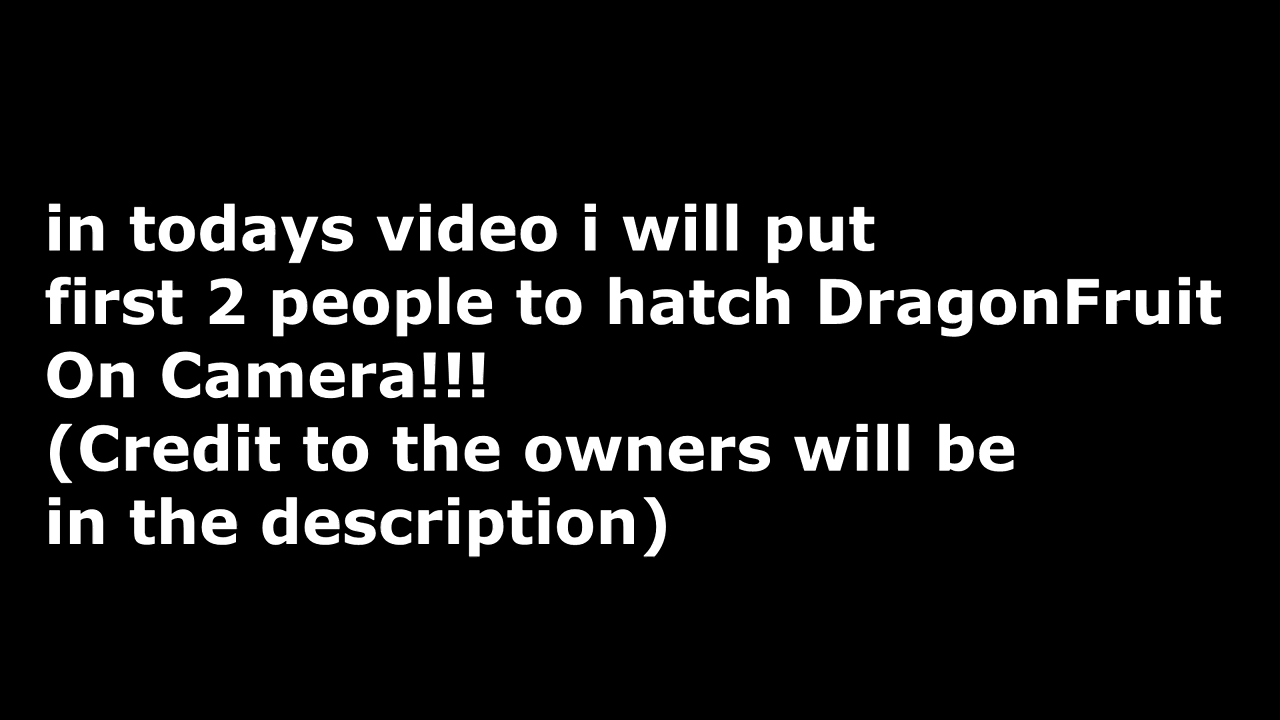 in todays video i will put
first 2 people to hatch DragonFruit
On Camera!!!
(Credit to the owners will be
in the description)